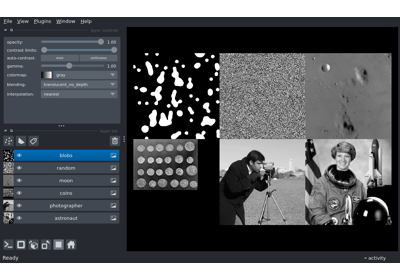 File View Plugins Window Help
opacity: 1.00
contrast limits:
auto-contrast: once continuous
gamma: 1.00
colormap: gray
blending: translucent_no_depth
interpolation: nearest
blobs
random
moon
coins
photographer
astronaut
Ready activity